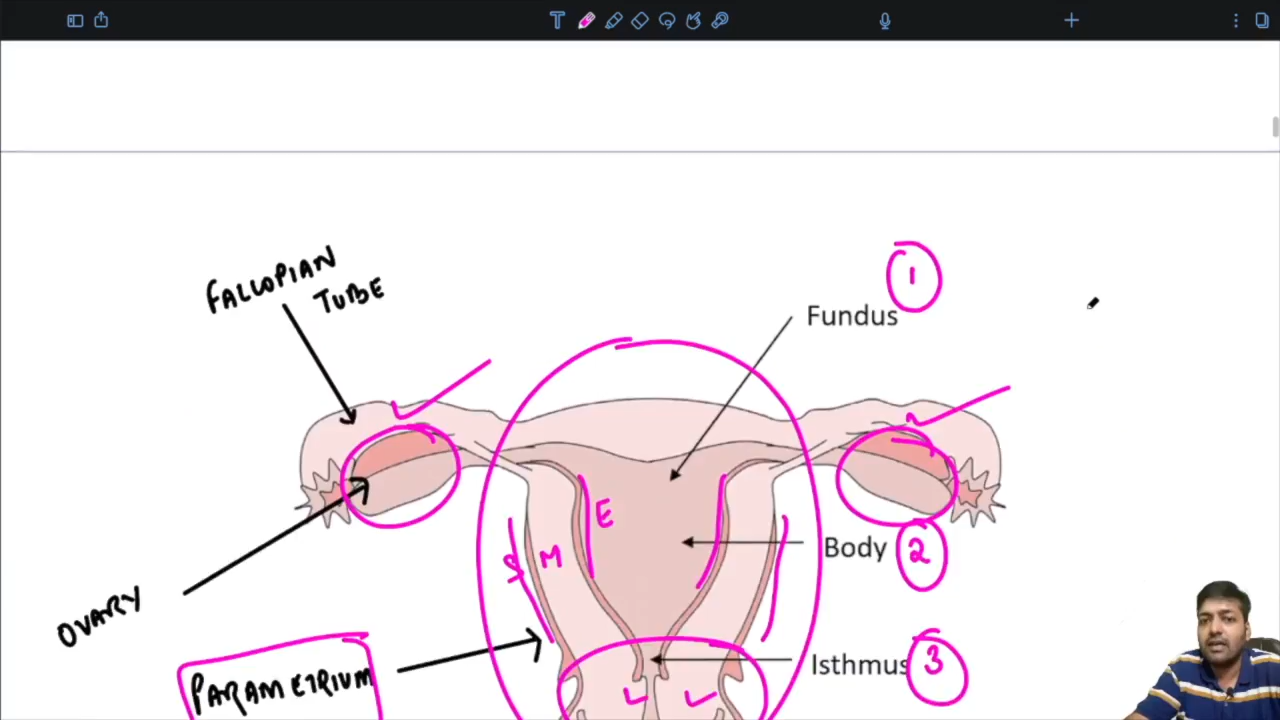 FALLOPIAN
TUBE
1
Fundus
E
S M
Body 2
OVARY
Isthmus 3
PARAMETRIUM